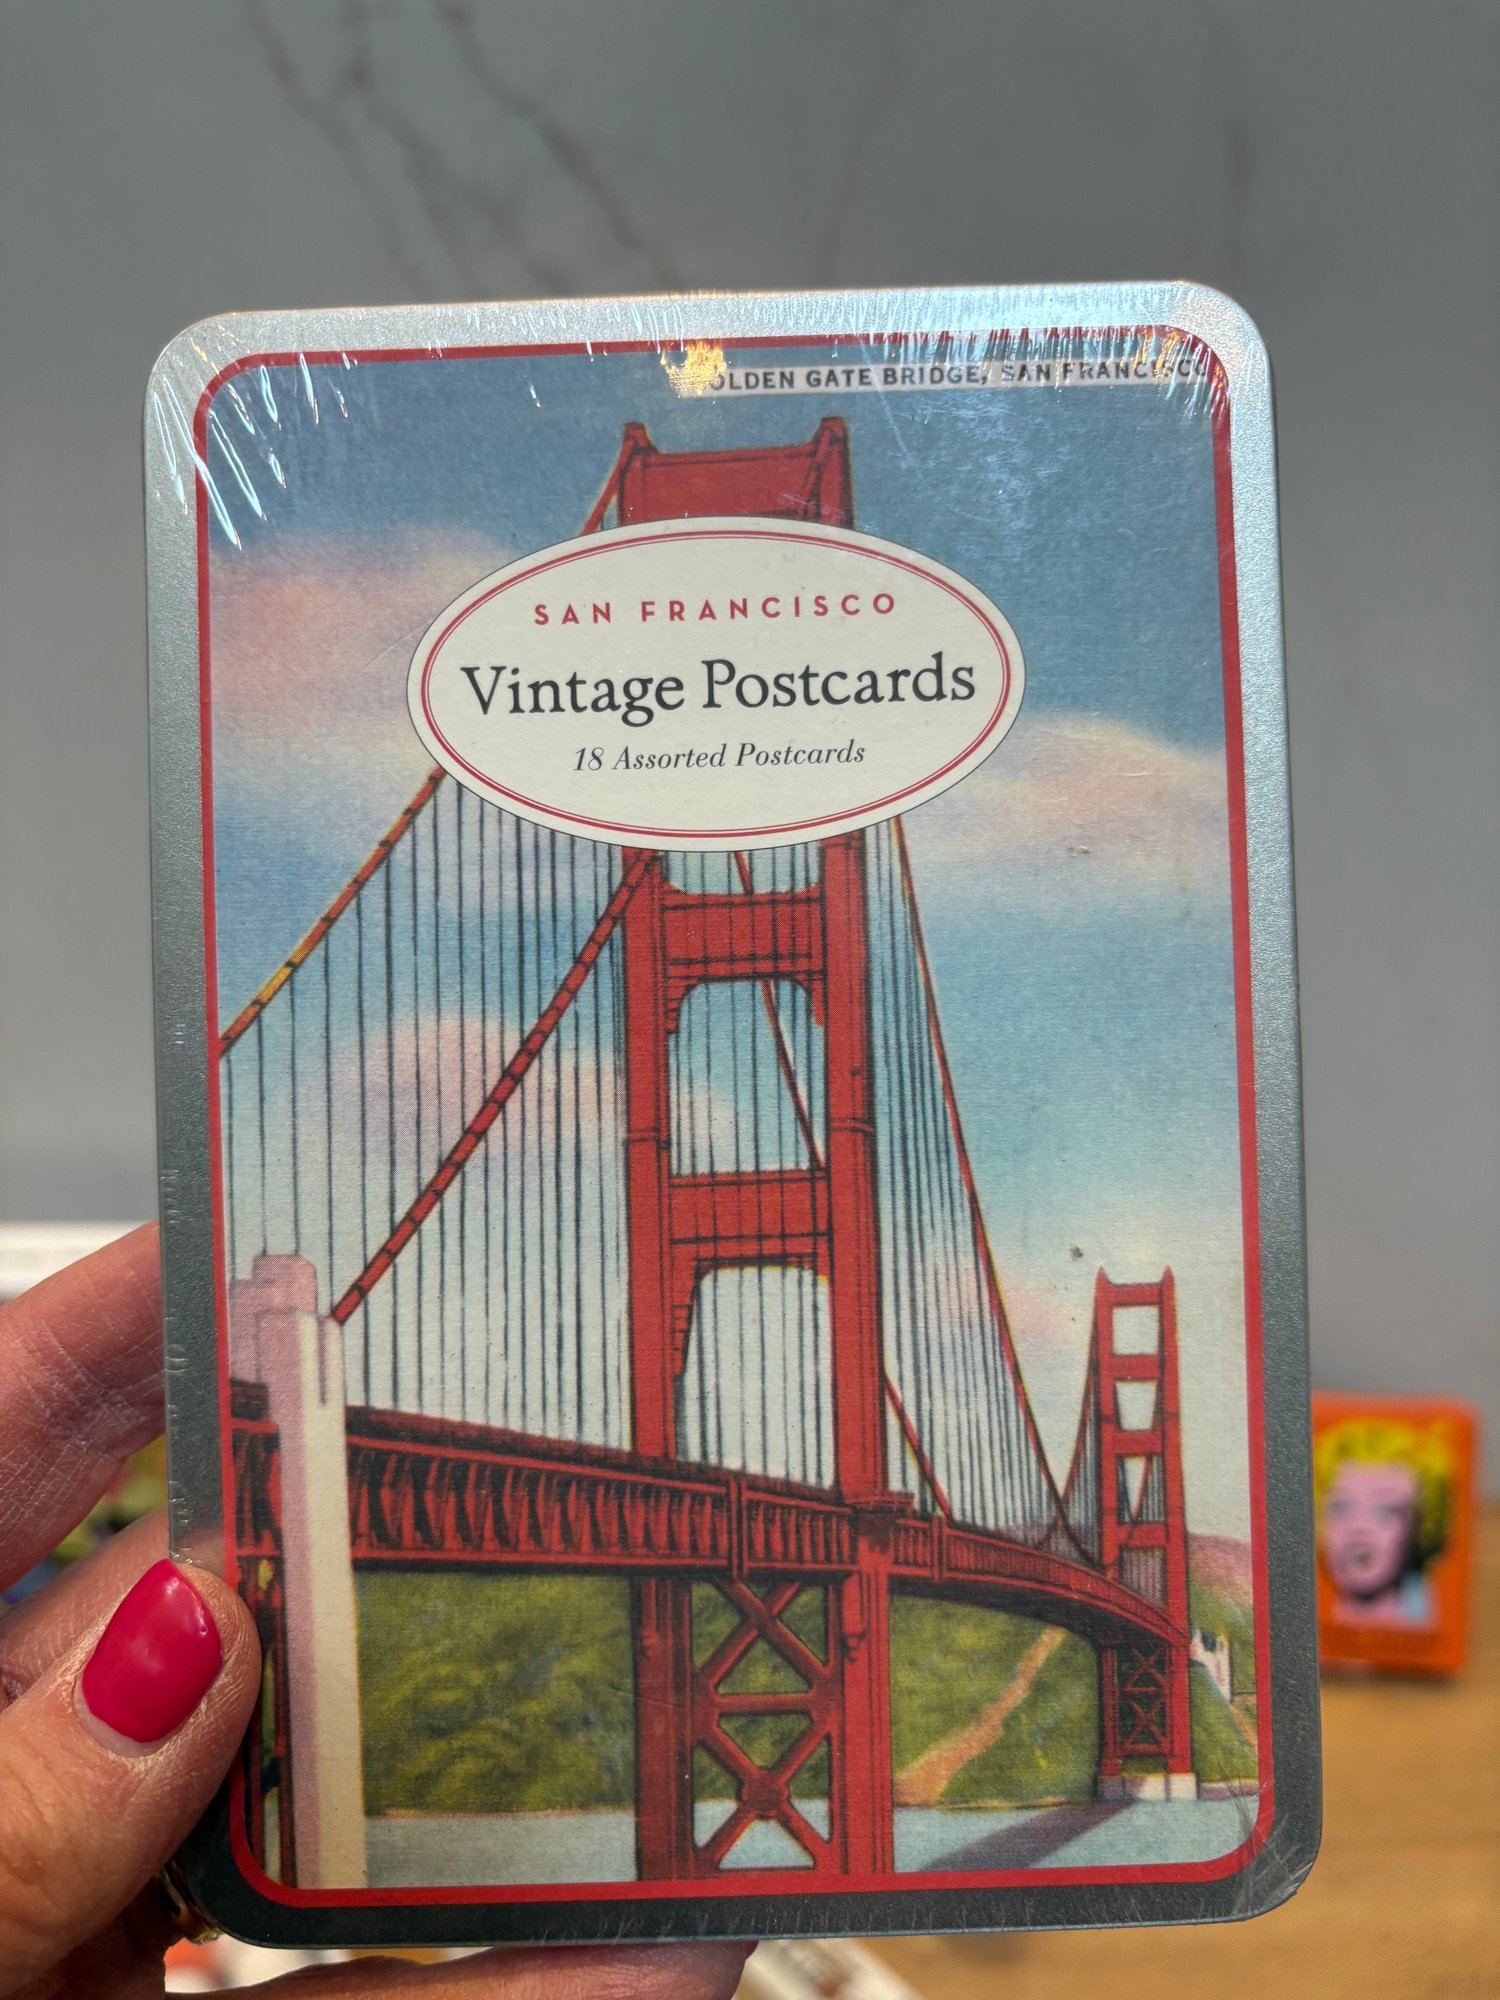 OLDEN GATE BRIDGE, SAN FRANCISCO
SAN FRANCISCO
Vintage Postcards
18 Assorted Postcards